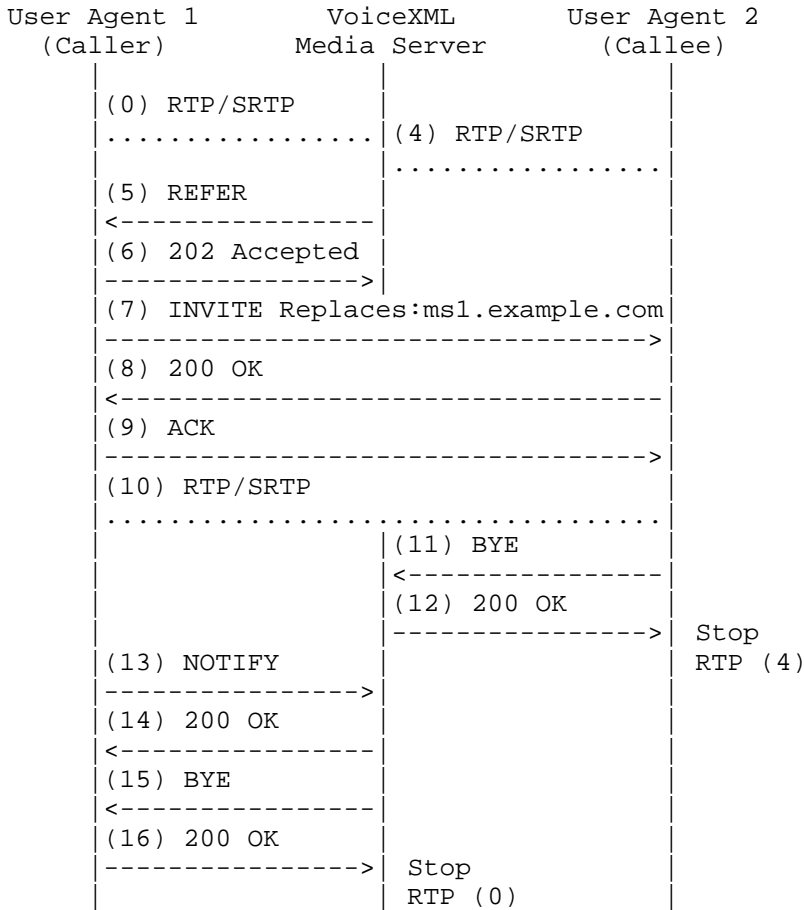 User Agent 1 VoiceXML User Agent 2
(Caller) Media Server (Callee)
(0) RTP/SRTP
(4) RTP/SRTP
(5) REFER
(6) 202 Accepted
(7) INVITE Replaces:ms1.example.com
(8) 200 OK
(9) ACK
(10) RTP/SRTP
(11) BYE
(12) 200 OK
Stop
(13) NOTIFY RTP (4)
(14) 200 OK
(15) BYE
(16) 200 OK
Stop
RTP (0)